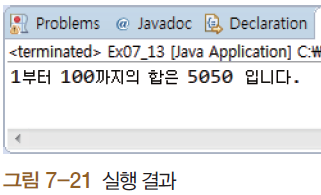 Problems @ Javadoc Declaration
<terminated> Ex07_13 [Java Application] C:₩
1부터 100까지의 합은 5050 입니다.
그림 7-21 실행 결과